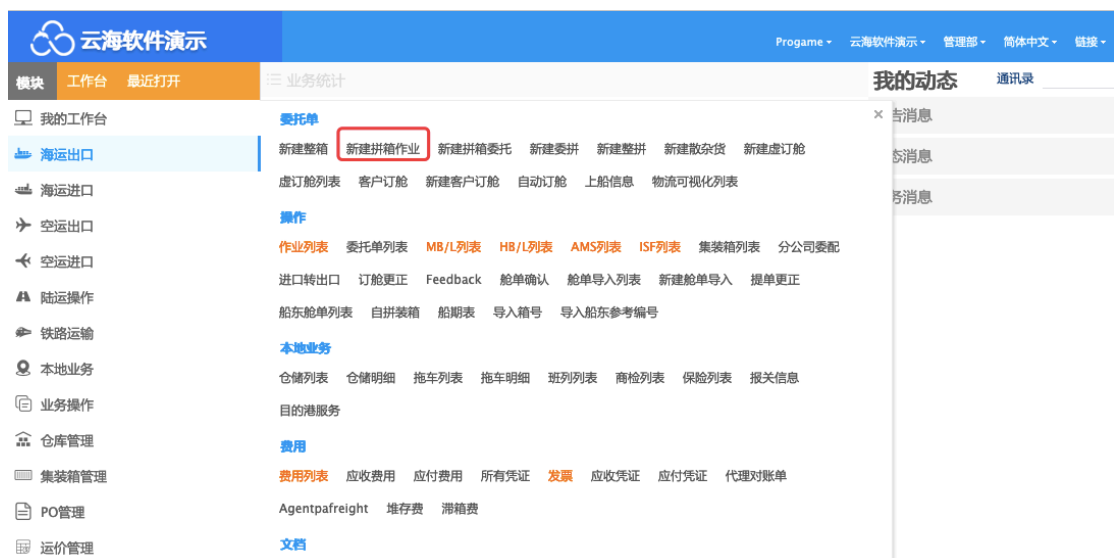 云海软件演示
Progame 云海软件演示 管理部 简体中文 链接
模块 工作台 最近打开
业务统计
我的动态 通讯录
我的工作台
海运出口
海运进口
空运出口
空运进口
陆运操作
铁路运输
本地业务
业务操作
仓库管理
集装箱管理
PO管理
运价管理
委托单
新建整箱 新建拼箱作业 新建拼箱委托 新建委拼 新建整拼 新建散杂货 新建虚订舱
虚订舱列表 客户订舱 新建客户订舱 自动订舱 上船信息 物流可视化列表
操作
作业列表 委托单列表 MB/L列表 HB/L列表 AMS列表 ISF列表 集装箱列表 分公司委配
进口转出口 订舱更正 Feedback 舱单确认 舱单导入列表 新建舱单导入 提单更正
船东舱单列表 自拼装箱 船期表 导入箱号 导入船东参考编号
本地业务
仓储列表 仓储明细 拖车列表 拖车明细 班列列表 商检列表 保险列表 报关信息
目的港服务
费用
费用列表 应收费用 应付费用 所有凭证 发票 应收凭证 应付凭证 代理对账单
Agentpafreight 堆存费 滞箱费
文档
×
告消息
态消息
务消息